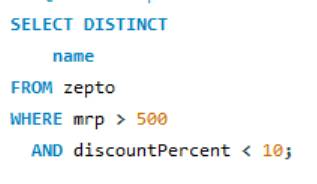 SELECT DISTINCT
name
FROM zepto
WHERE mrp > 500
AND discountPercent < 10;